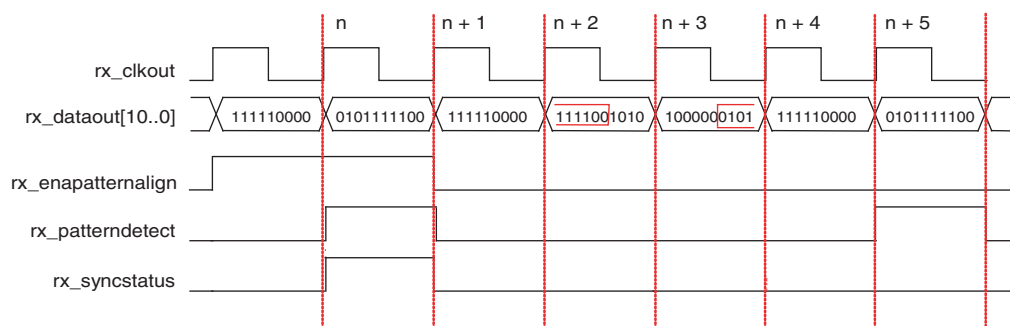 n n + 1 n + 2 n + 3 n + 4 n + 5
rx_clkout
rx_dataout[10..0] 111110000 0101111100 111110000 1111001010 1000000101 111110000 0101111100
rx_enapatternalign
rx_patterndetect
rx_syncstatus